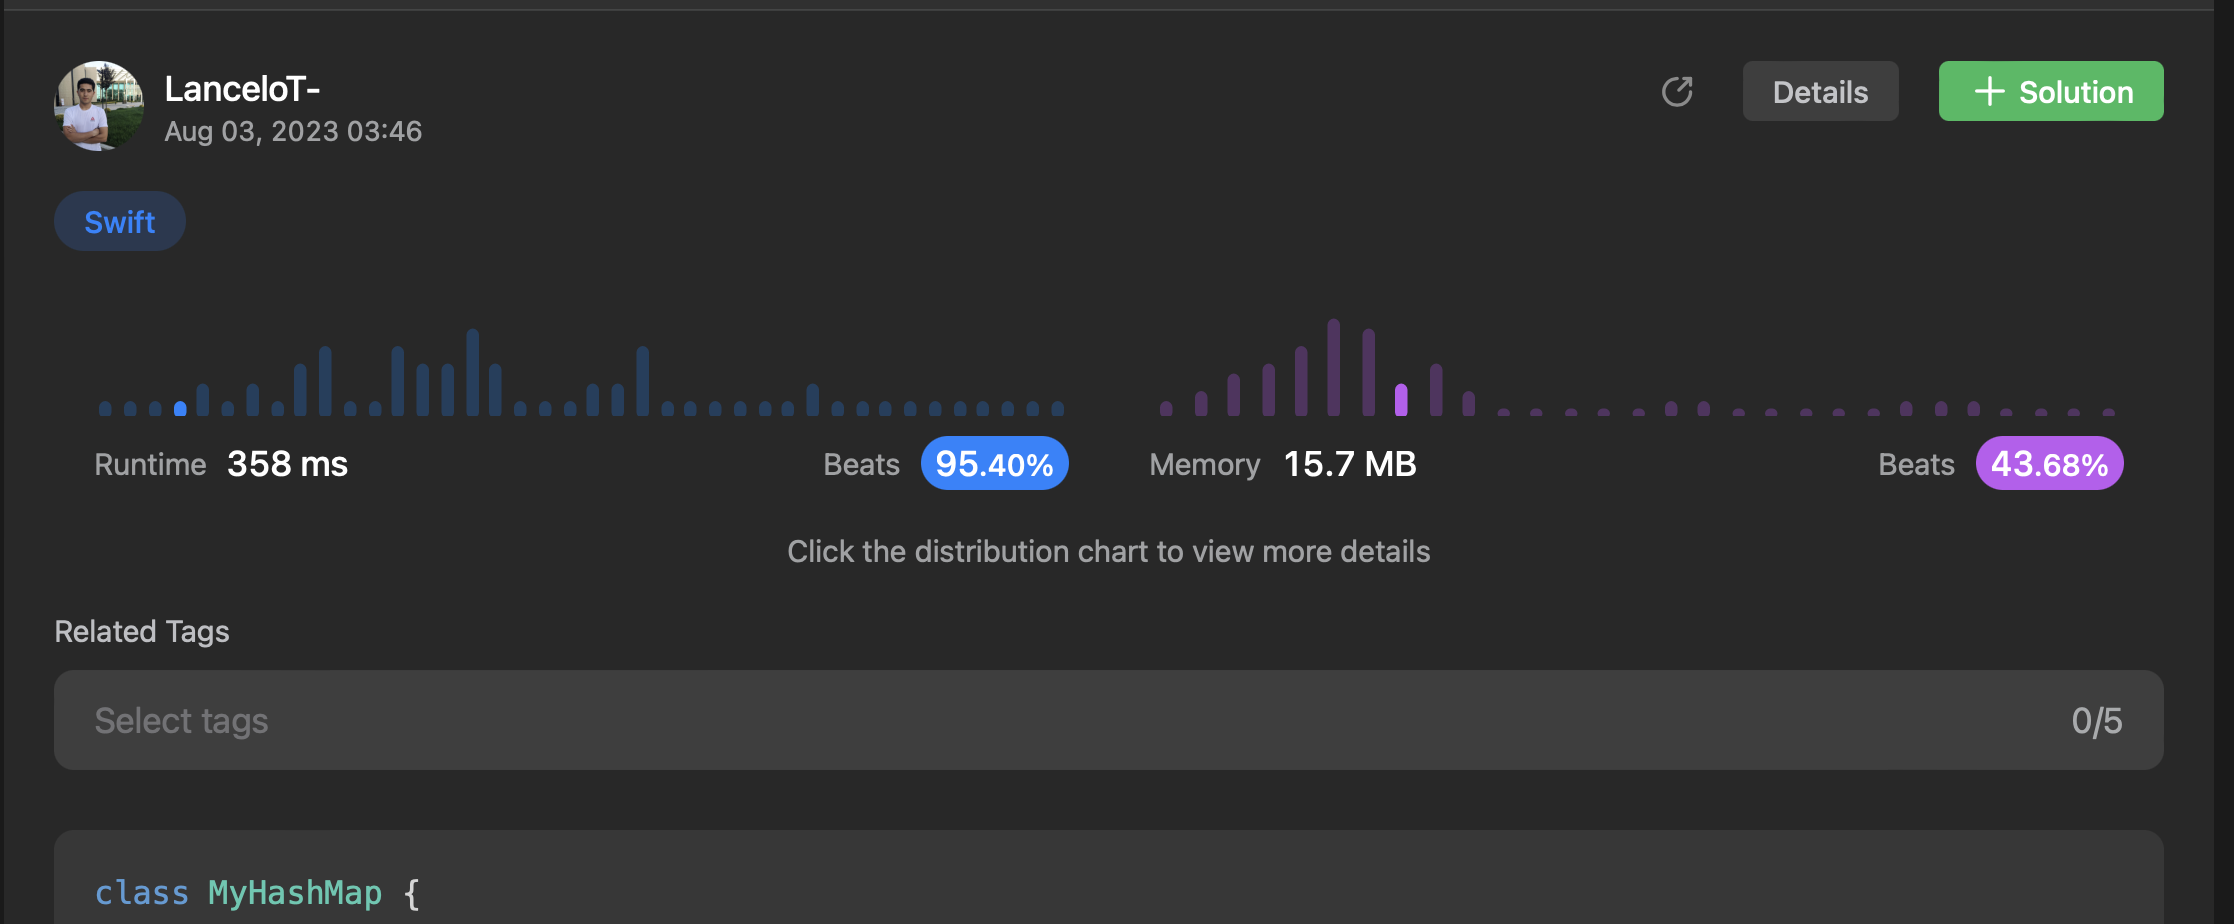 LanceloT-
Aug 03, 2023 03:46
Details
Solution
Swift
Runtime 358 ms
Beats 95.40%
Memory 15.7 MB
Beats 43.68%
Click the distribution chart to view more details
Related Tags
Select tags
0/5
class MyHashMap {